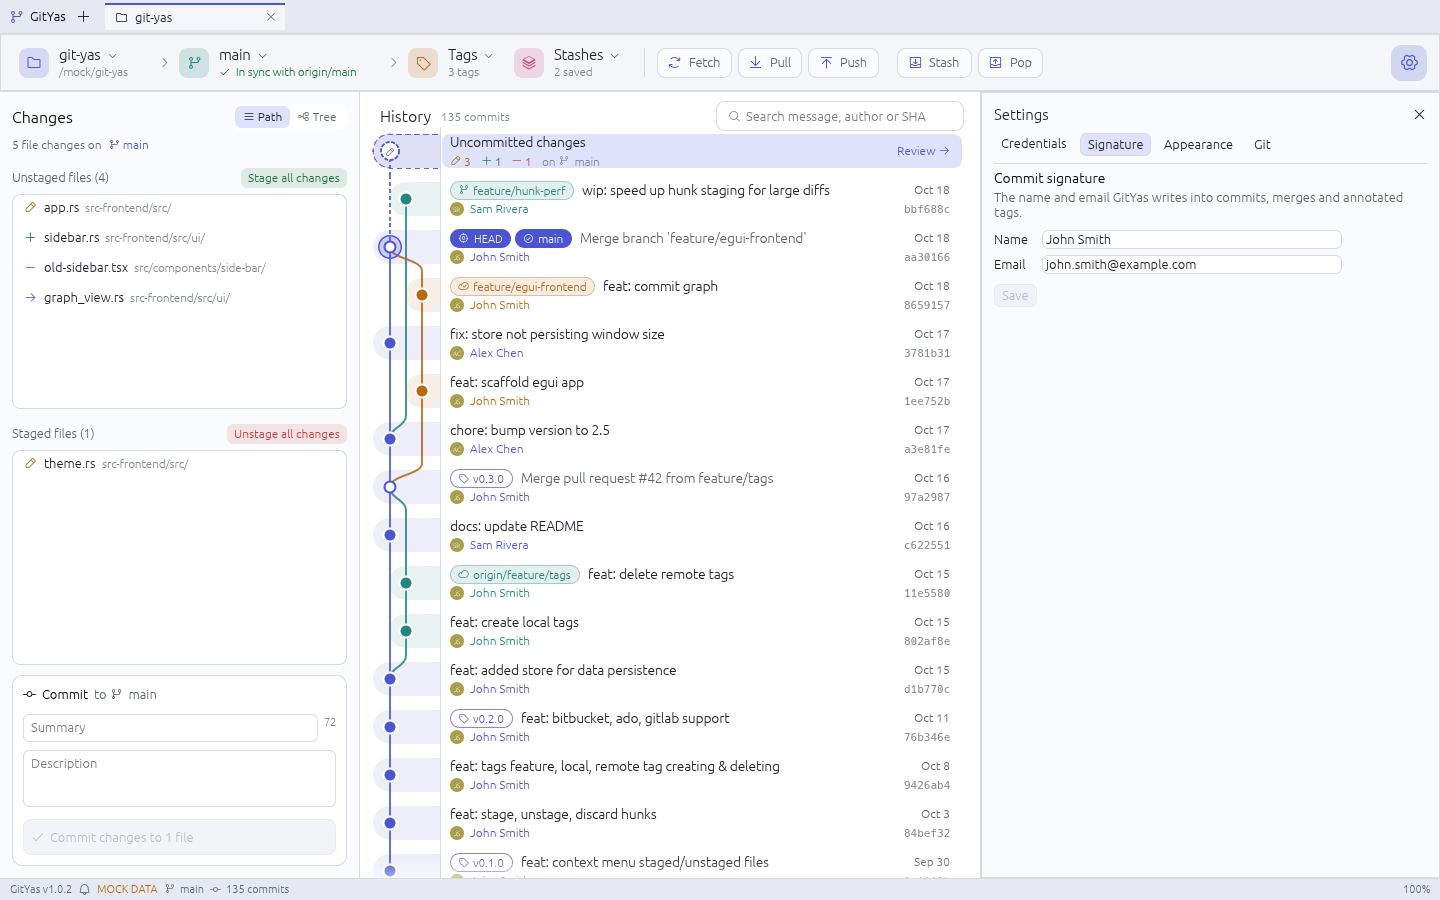 GitYas
git-yas
git-yas
/mock/git-yas
main
In sync with origin/main
Tags
3 tags
Stashes
2 saved
Fetch
Pull
Push
Stash
Pop
Changes
Path
Tree
5 file changes on main
Unstaged files (4)
Stage all changes
app.rs src-frontend/src/
sidebar.rs src-frontend/src/ui/
old-sidebar.tsx src/components/side-bar/
graph_view.rs src-frontend/src/ui/
Staged files (1)
Unstage all changes
theme.rs src-frontend/src/
Commit to main
Summary
72
Description
Commit changes to 1 file
History 135 commits
Search message, author or SHA
Uncommitted changes
3 +1 −1 on main
Review →
feature/hunk-perf wip: speed up hunk staging for large diffs Oct 18
Sam Rivera bbf688c
HEAD main Merge branch 'feature/egui-frontend' Oct 18
John Smith aa30166
feature/egui-frontend feat: commit graph Oct 18
John Smith 8659157
fix: store not persisting window size Oct 17
Alex Chen 3781b31
feat: scaffold egui app Oct 17
John Smith 1ee752b
chore: bump version to 2.5 Oct 17
Alex Chen a3e81fe
v0.3.0 Merge pull request #42 from feature/tags Oct 16
John Smith 97a2987
docs: update README Oct 16
Sam Rivera c622551
origin/feature/tags feat: delete remote tags Oct 15
John Smith 11e5580
feat: create local tags Oct 15
John Smith 802af8e
feat: added store for data persistence Oct 15
John Smith d1b770c
v0.2.0 feat: bitbucket, ado, gitlab support Oct 11
John Smith 76b346e
feat: tags feature, local, remote tag creating & deleting Oct 8
John Smith 9426ab4
feat: stage, unstage, discard hunks Oct 3
John Smith 84bef32
v0.1.0 feat: context menu staged/unstaged files Sep 30
Settings
Credentials
Signature
Appearance
Git
Commit signature
The name and email GitYas writes into commits, merges and annotated
tags.
Name John Smith
Email john.smith@example.com
Save
GitYas v1.0.2 MOCK DATA main 135 commits
100%